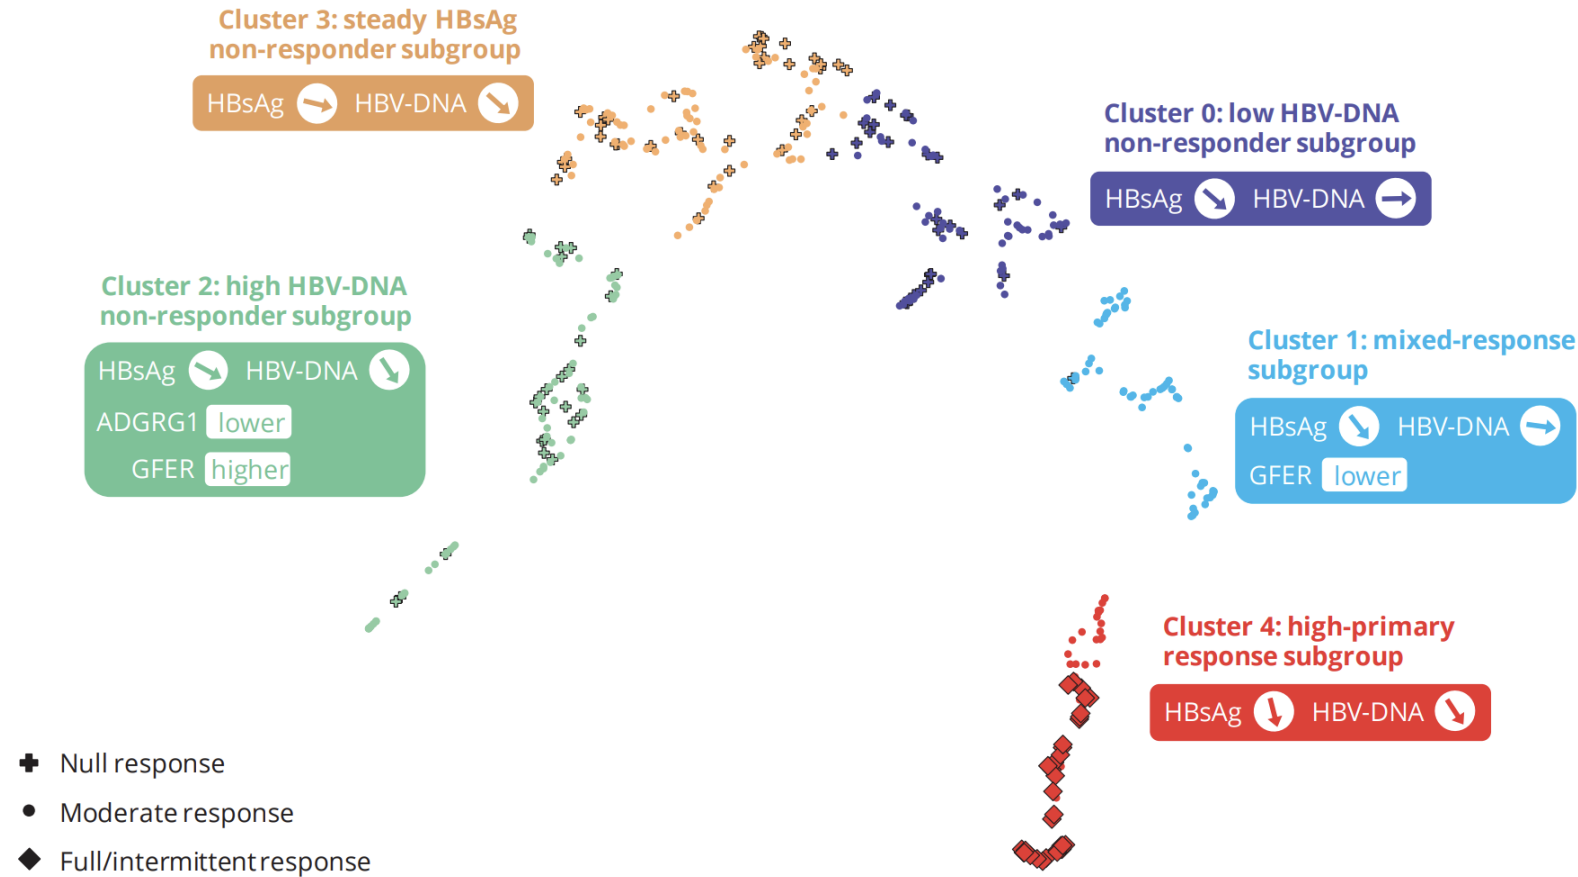 Cluster 3: steady HBsAg
non-responder subgroup
HBsAg HBV-DNA
Cluster 0: low HBV-DNA
non-responder subgroup
HBsAg HBV-DNA
Cluster 2: high HBV-DNA
non-responder subgroup
HBsAg HBV-DNA
ADGRG1 lower
GFER higher
Cluster 1: mixed-response
subgroup
HBsAg HBV-DNA
GFER lower
Cluster 4: high-primary
response subgroup
HBsAg HBV-DNA
Null response
Moderate response
Full/intermittent response